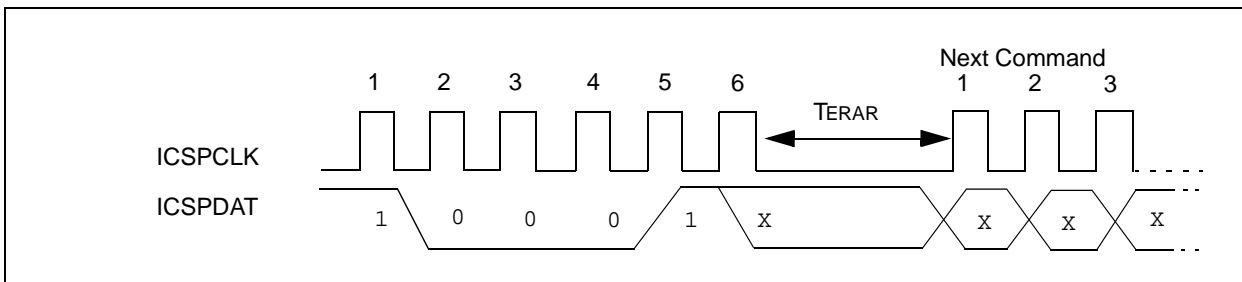 Next Command
1 2 3 4 5 6 1 2 3
TERAR
ICSPCLK
ICSPDAT
1 0 0 0 1 X X X X